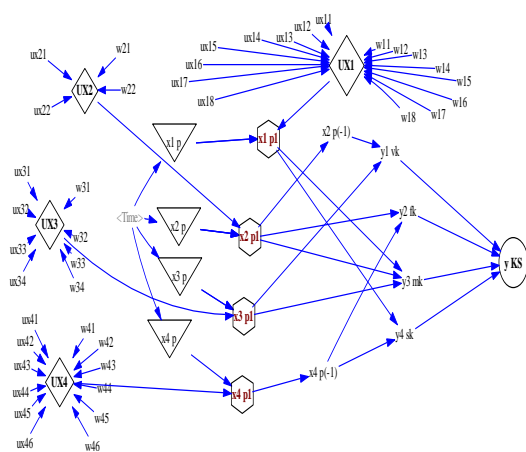 ux11
ux12
ux13
ux14
ux15
ux16
ux17
ux18
UX1
w11
w12
w13
w14
w15
w16
w17
w18
ux21
w21
UX2
w22
ux22
x1 p
x1 p1
x2 p(-1)
y1 vk
ux31
w31
ux32
UX3
w32
ux33
w33
ux34
w34
<Time>
x2 p
x2 p1
y2 fk
y KS
x3 p
x3 p1
y3 mk
ux41
w41
ux42
w42
ux43
w43
UX4
w44
ux44
ux45
w45
ux46
w46
x4 p
x4 p1
x4 p(-1)
y4 sk